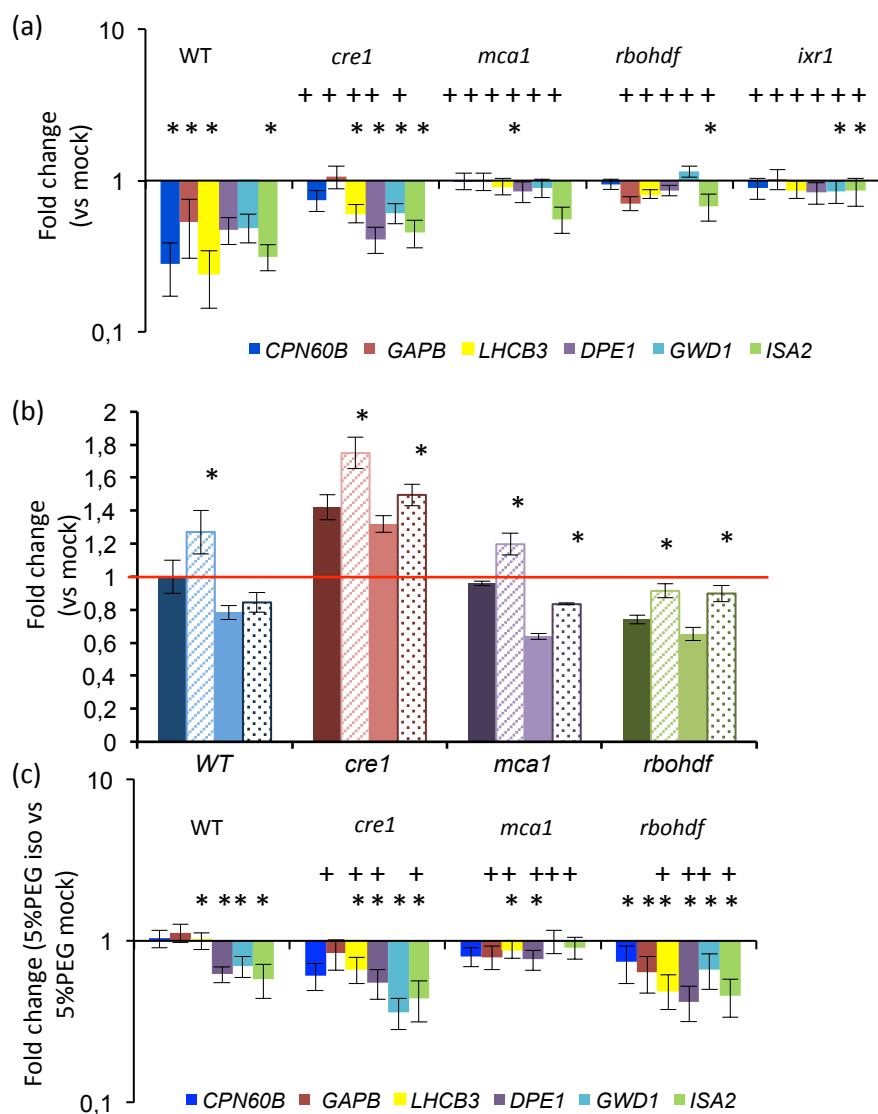 (a)
Fold change
(vs mock)
10
1
0,1
WT cre1 mca1 rbohdf ixr1
+ + ++ + ++++++ +++++ ++++++
*** * **** * * **
CPN60B GAPB LHCB3 DPE1 GWD1 ISA2
(b)
Fold change
(vs mock)
2
1,8
1,6
1,4
1,2
1
0,8
0,6
0,4
0,2
0
* * * * * * *
WT cre1 mca1 rbohdf
(c)
Fold change (5%PEG iso vs
5%PEG mock)
10
1
0,1
WT cre1 mca1 rbohdf
+ ++ + ++ +++ + ++ +
* ** * **** * * *** ***
CPN60B GAPB LHCB3 DPE1 GWD1 ISA2